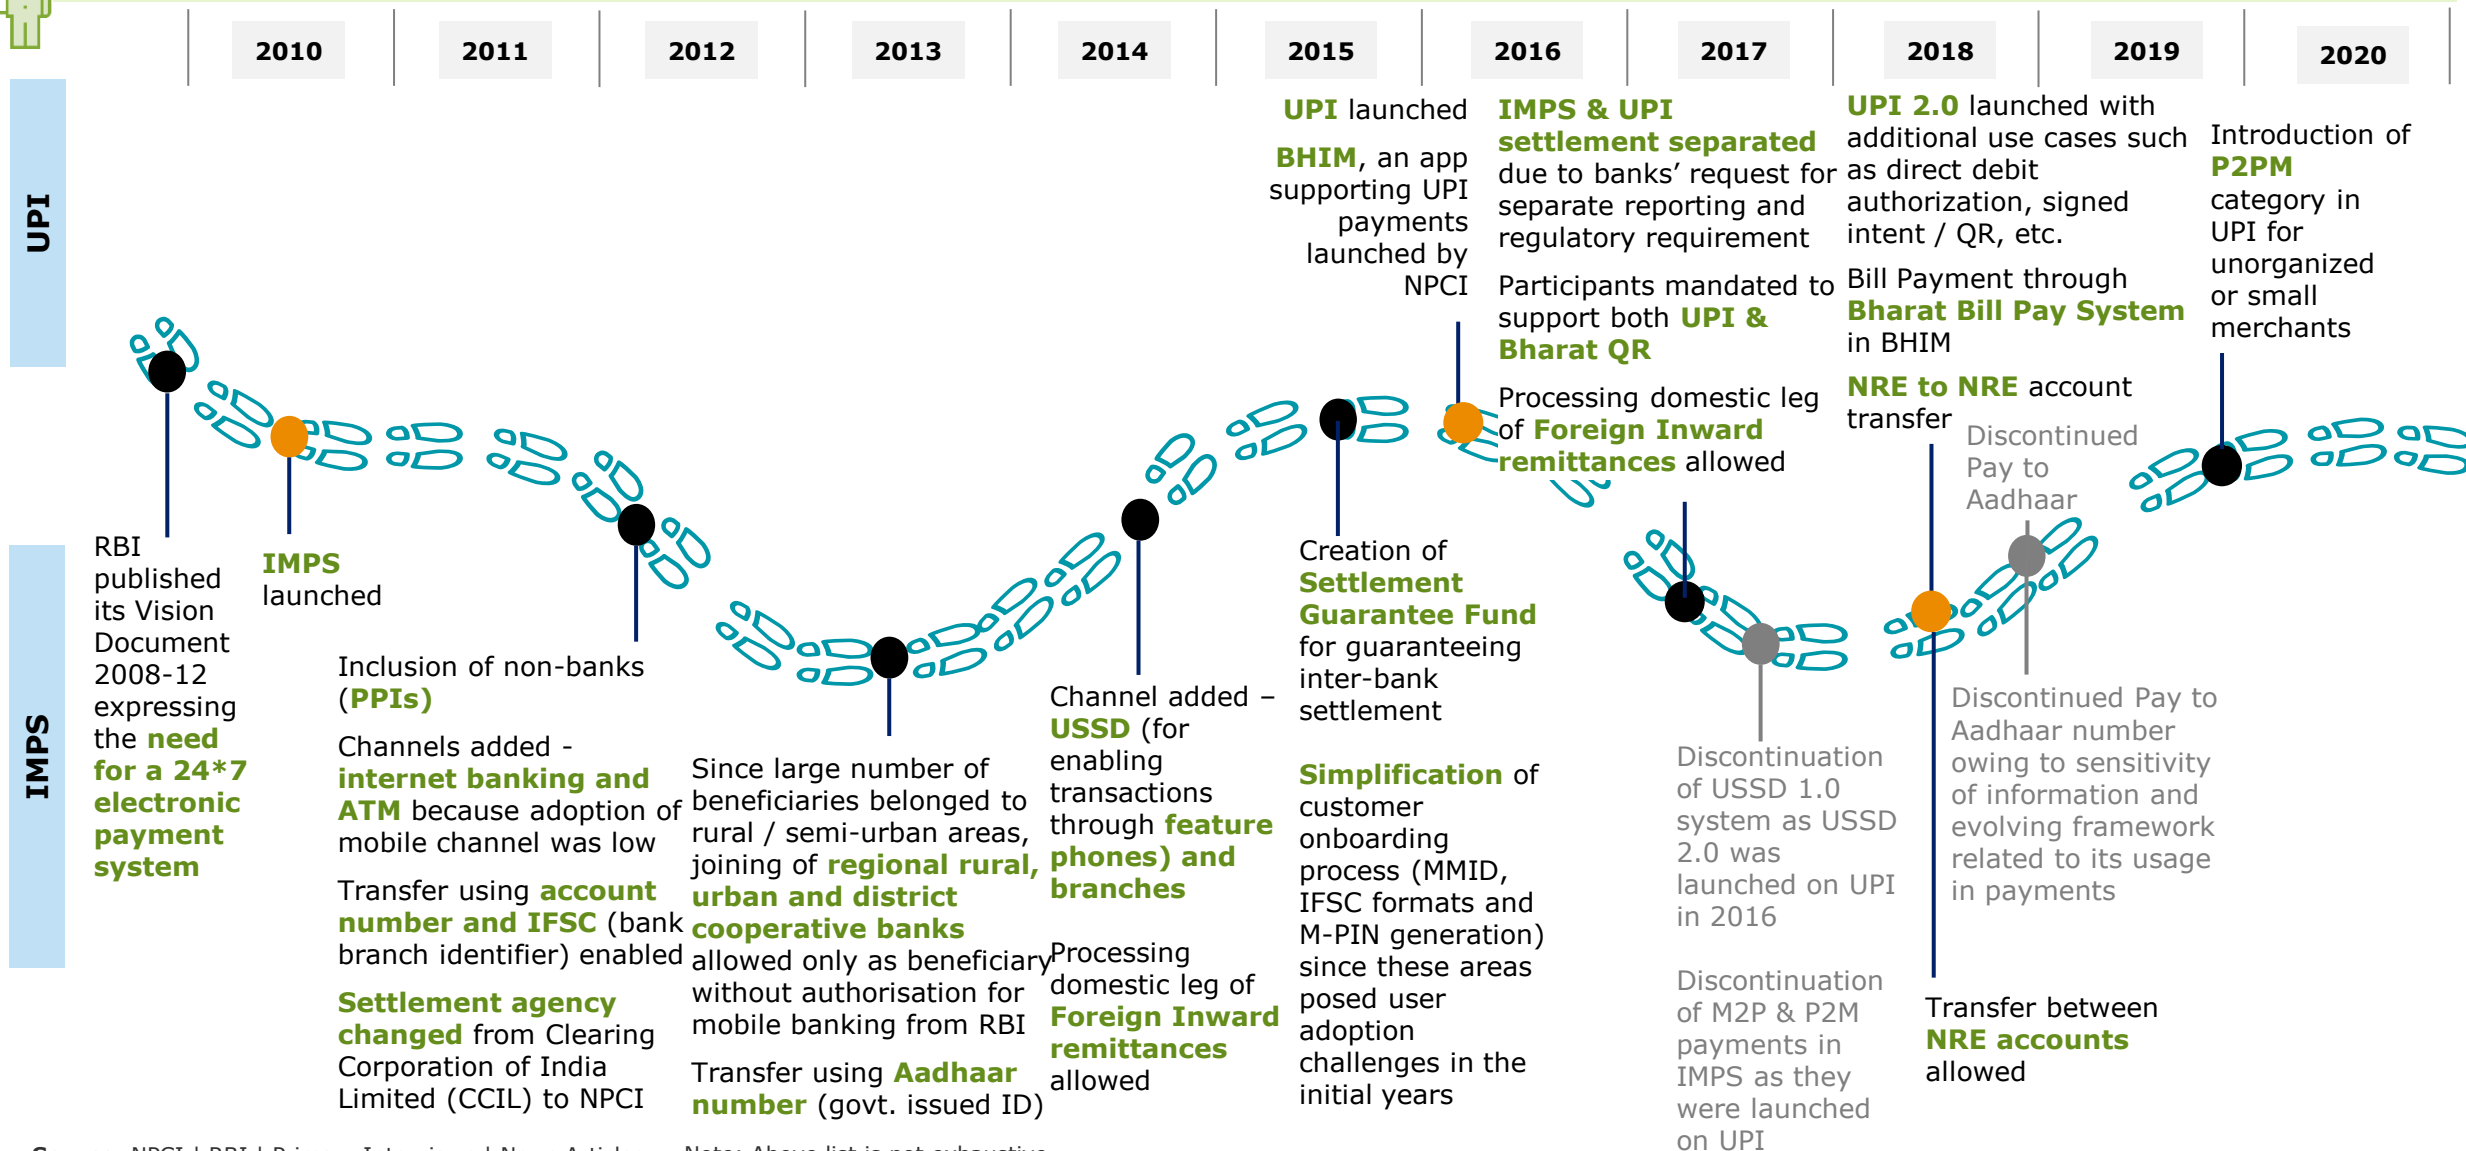 2010
2011
2012
2013
2014
2015
2016
2017
2018
2019
2020
UPI
UPI launched
BHIM, an app
supporting UPI
payments
launched by
NPCI
IMPS & UPI
settlement separated
due to banks’ request for
separate reporting and
regulatory requirement
Participants mandated to
support both UPI &
Bharat QR
Processing domestic leg
of Foreign Inward
remittances allowed
UPI 2.0 launched with
additional use cases such
as direct debit
authorization, signed
intent / QR, etc.
Bill Payment through
Bharat Bill Pay System
in BHIM
NRE to NRE account
transfer
Discontinued
Pay to
Aadhaar
Introduction of
P2PM
category in
UPI for
unorganized
or small
merchants
IMPS
RBI
published
its Vision
Document
2008-12
expressing
the need
for a 24*7
electronic
payment
system
IMPS
launched
Inclusion of non-banks
(PPIs)
Channels added -
internet banking and
ATM because adoption of
mobile channel was low
Transfer using account
number and IFSC (bank
branch identifier) enabled
Settlement agency
changed from Clearing
Corporation of India
Limited (CCIL) to NPCI
Since large number of
beneficiaries belonged to
rural / semi-urban areas,
joining of regional rural,
urban and district
cooperative banks
allowed only as beneficiary
without authorisation for
mobile banking from RBI
Transfer using Aadhaar
number (govt. issued ID)
Channel added –
USSD (for
enabling
transactions
through feature
phones) and
branches
Processing
domestic leg of
Foreign Inward
remittances
allowed
Creation of
Settlement
Guarantee Fund
for guaranteeing
inter-bank
settlement
Simplification of
customer
onboarding
process (MMID,
IFSC formats and
M-PIN generation)
since these areas
posed user
adoption
challenges in the
initial years
Discontinuation
of USSD 1.0
system as USSD
2.0 was
launched on UPI
in 2016
Discontinuation
of M2P & P2M
payments in
IMPS as they
were launched
on UPI
Discontinued Pay to
Aadhaar number
owing to sensitivity
of information and
evolving framework
related to its usage
in payments
Transfer between
NRE accounts
allowed
NPCI | RBI | Primary Interviews | News Articles Note: Above list is not exhaustive